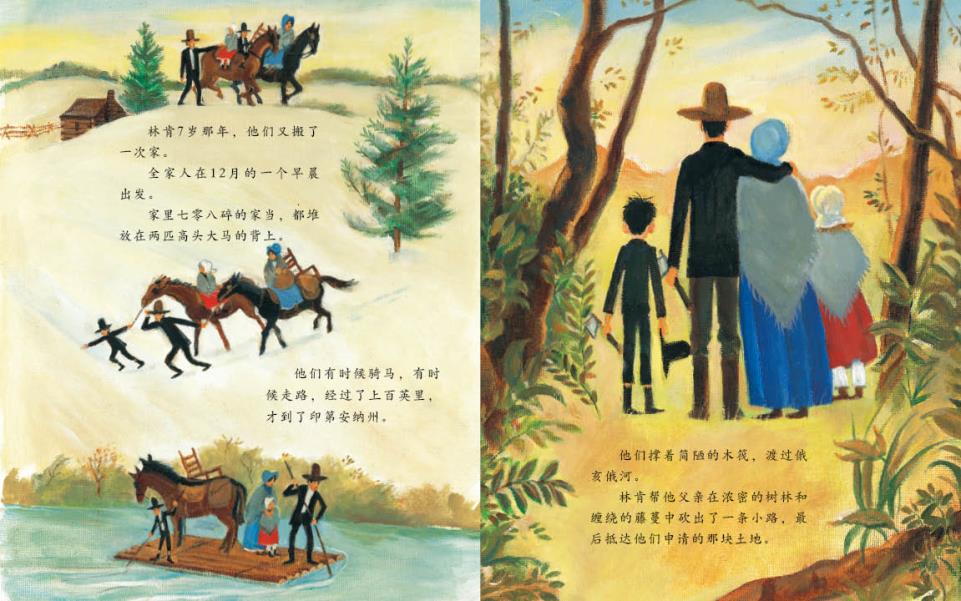 林肯7岁那年，他们又搬了
一次家。
全家人在12月的一个早晨
出发。
家里七零八碎的家当，都堆
放在两匹高头大马的背上。
他们有时候骑马，有时
候走路，经过了上百英里，
才到了印第安纳州。
他们撑着简陋的木筏，渡过俄
亥俄河。
林肯帮他父亲在浓密的树林和
缠绕的藤蔓中砍出了一条小路，最
后抵达他们申请的那块土地。